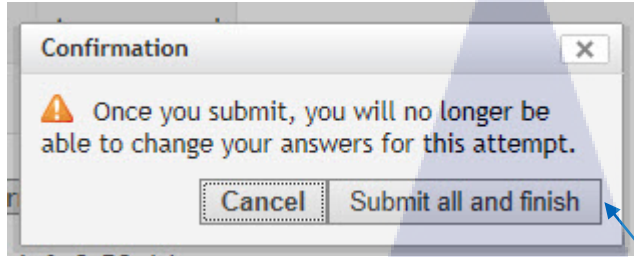 Confirmation
Once you submit, you will no longer be
able to change your answers for this attempt.
Cancel Submit all and finish